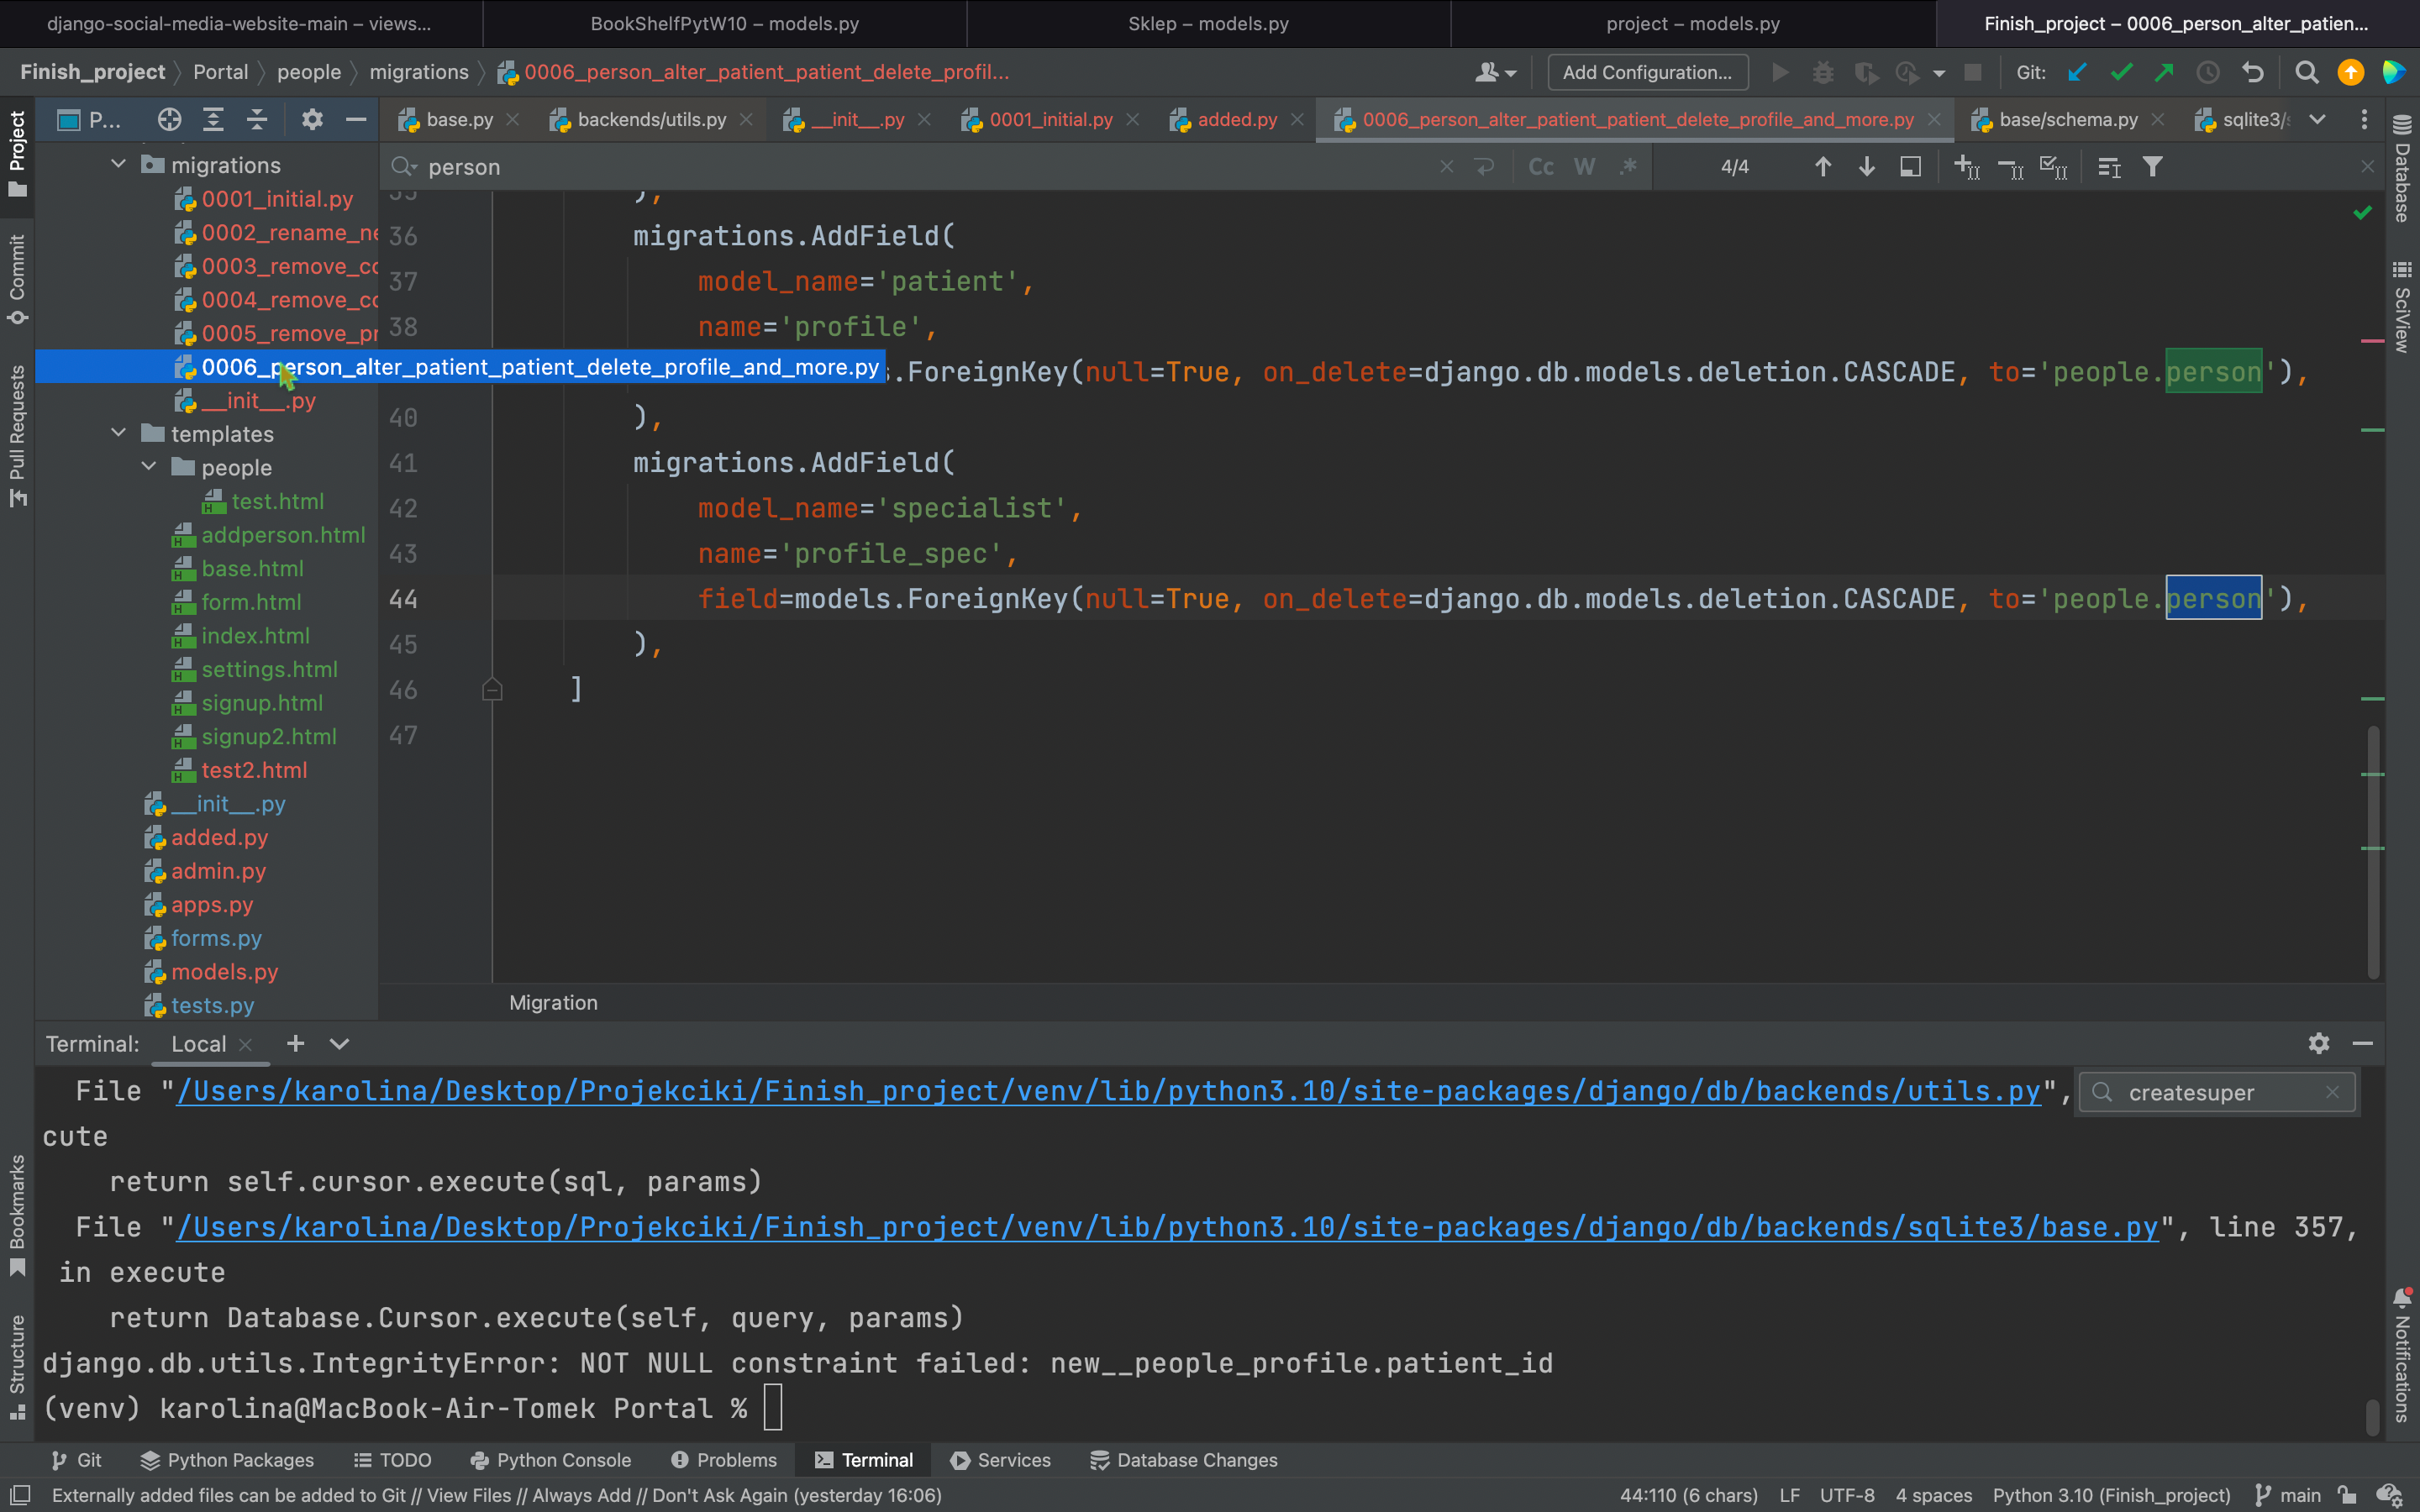 django-social-media-website-main – views...
BookShelfPytW10 – models.py
Sklep – models.py
project – models.py
Finish_project – 0006_person_alter_patien...
Finish_project Portal people migrations 0006_person_alter_patient_patient_delete_profil...
Add Configuration...
Git:
Project
Commit
Pull Requests
Bookmarks
Structure
P...
base.py
backends/utils.py
__init__.py
0001_initial.py
added.py
0006_person_alter_patient_patient_delete_profile_and_more.py
base/schema.py
sqlite3/
person
Cc
W
.*
4/4
migrations
0001_initial.py
0002_rename_ne
0003_remove_co
0004_remove_co
0005_remove_pr
0006_person_alter_patient_patient_delete_profile_and_more.py
__init__.py
templates
people
test.html
addperson.html
base.html
form.html
index.html
settings.html
signup.html
signup2.html
test2.html
__init__.py
added.py
admin.py
apps.py
forms.py
models.py
tests.py
),
36 migrations.AddField(
37 model_name='patient',
38 name='profile',
.ForeignKey(null=True, on_delete=django.db.models.deletion.CASCADE, to='people.person'),
40 ),
41 migrations.AddField(
42 model_name='specialist',
43 name='profile_spec',
44 field=models.ForeignKey(null=True, on_delete=django.db.models.deletion.CASCADE, to='people.person'),
45 ),
46 ]
47
Migration
Database
SciView
Notifications
Terminal: Local
createsuper
File "/Users/karolina/Desktop/Projekciki/Finish_project/venv/lib/python3.10/site-packages/django/db/backends/utils.py",
cute
return self.cursor.execute(sql, params)
File "/Users/karolina/Desktop/Projekciki/Finish_project/venv/lib/python3.10/site-packages/django/db/backends/sqlite3/base.py", line 357,
in execute
return Database.Cursor.execute(self, query, params)
django.db.utils.IntegrityError: NOT NULL constraint failed: new__people_profile.patient_id
(venv) karolina@MacBook-Air-Tomek Portal %
Git
Python Packages
TODO
Python Console
Problems
Terminal
Services
Database Changes
Externally added files can be added to Git // View Files // Always Add // Don't Ask Again (yesterday 16:06)
44:110 (6 chars)
LF
UTF-8
4 spaces
Python 3.10 (Finish_project)
main